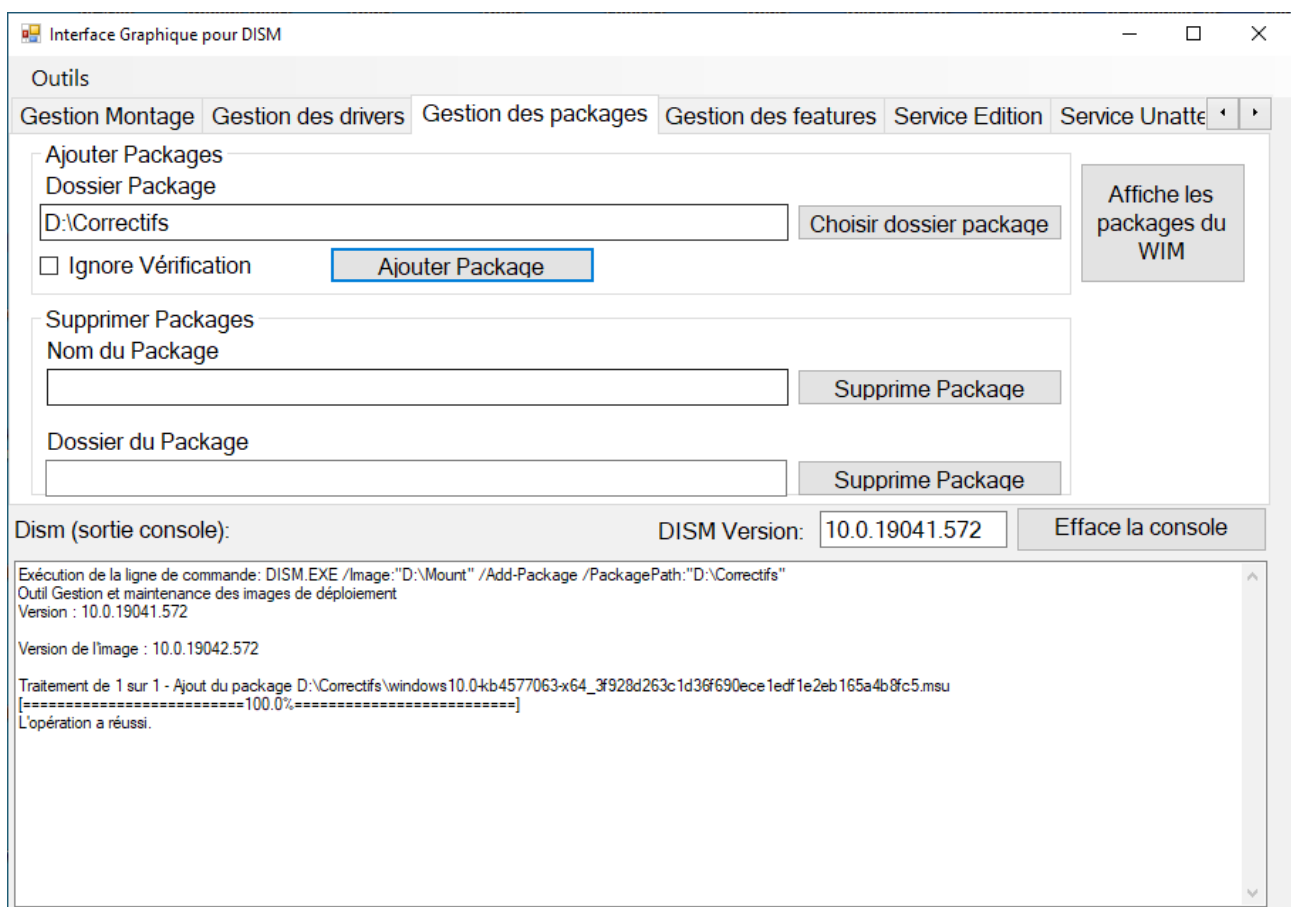 Interface Graphique pour DISM
Outils
Gestion Montage Gestion des drivers Gestion des packages Gestion des features Service Edition Service Unatte
Ajouter Packages
Dossier Package
D:\Correctifs
Choisir dossier package
Affiche les
packages du
WIM
Ignore Vérification
Ajouter Package
Supprimer Packages
Nom du Package
Supprime Package
Dossier du Package
Supprime Package
Dism (sortie console):
DISM Version:
10.0.19041.572
Efface la console
Exécution de la ligne de commande: DISM.EXE /Image:"D:\Mount" /Add-Package /PackagePath:"D:\Correctifs"
Outil Gestion et maintenance des images de déploiement
Version : 10.0.19041.572
Version de l'image : 10.0.19042.572
Traitement de 1 sur 1 - Ajout du package D:\Correctifs\windows10.0-kb4577063-x64_3f928d263c1d36f690ece1edf1e2eb165a4b8fc5.msu
[==========================100.0%==========================]
L'opération a réussi.